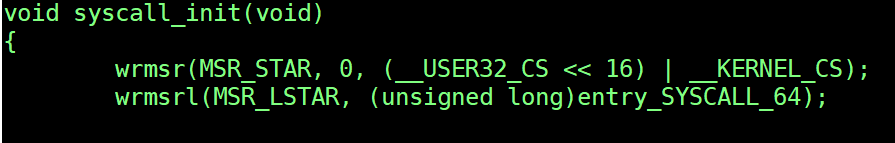 void syscall_init(void)
{
        wrmsr(MSR_STAR, 0, (__USER32_CS << 16) | __KERNEL_CS);
        wrmsrl(MSR_LSTAR, (unsigned long)entry_SYSCALL_64);